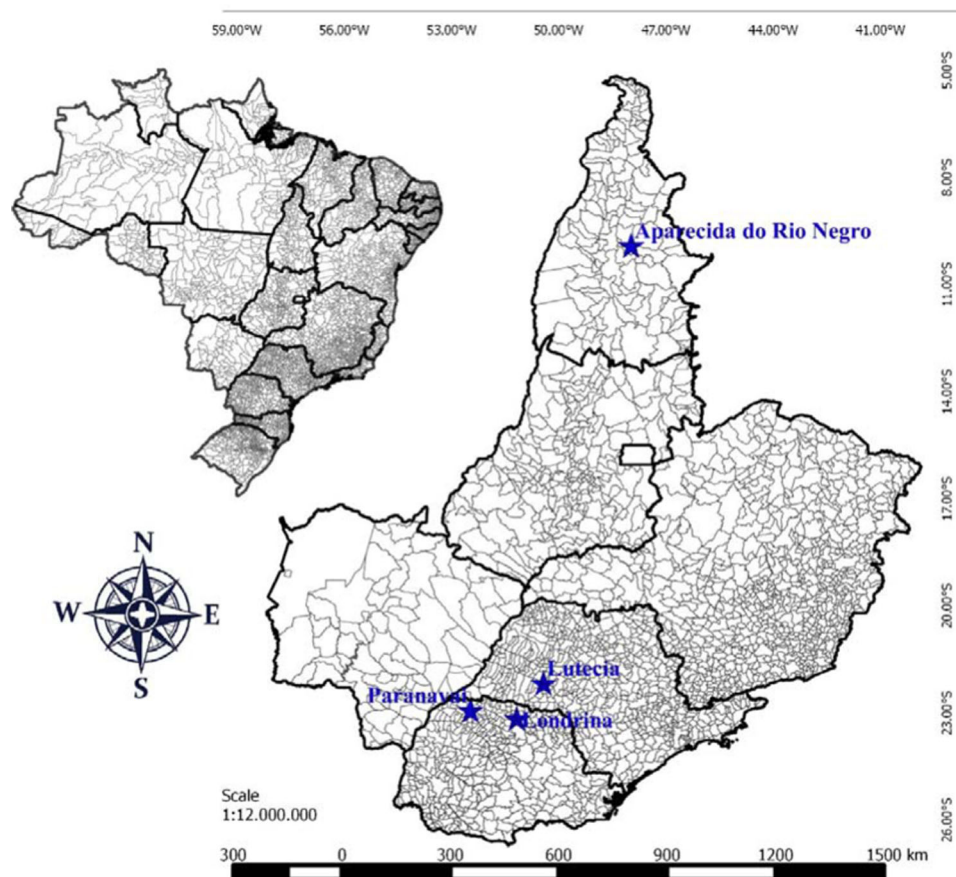 59.00°W 56.00°W 53.00°W 50.00°W 47.00°W 44.00°W 41.00°W
5.00°S
8.00°S
Aparecida do Rio Negro
11.00°S
14.00°S
17.00°S
N
W E
S
20.00°S
Lutecia
Paranavai
Londrina
23.00°S
Scale
1:12.000.000
26.00°S
300 0 300 600 900 1200 1500 km